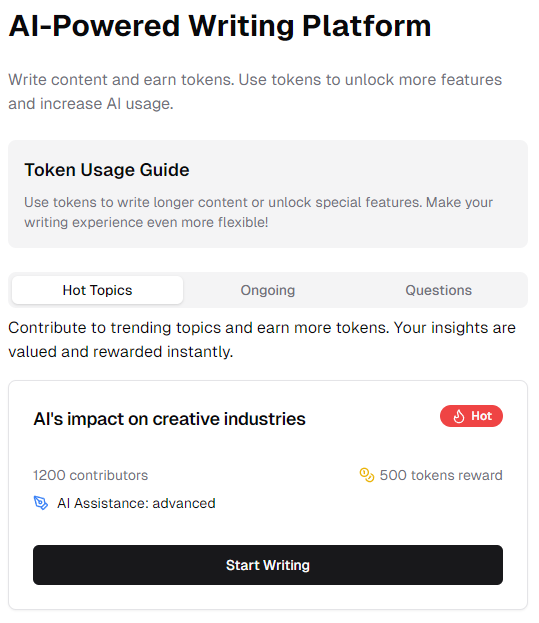 AI-Powered Writing Platform
Write content and earn tokens. Use tokens to unlock more features
and increase AI usage.
Token Usage Guide
Use tokens to write longer content or unlock special features. Make your
writing experience even more flexible!
Hot Topics
Ongoing
Questions
Contribute to trending topics and earn more tokens. Your insights are
valued and rewarded instantly.
AI's impact on creative industries
Hot
1200 contributors
500 tokens reward
AI Assistance: advanced
Start Writing